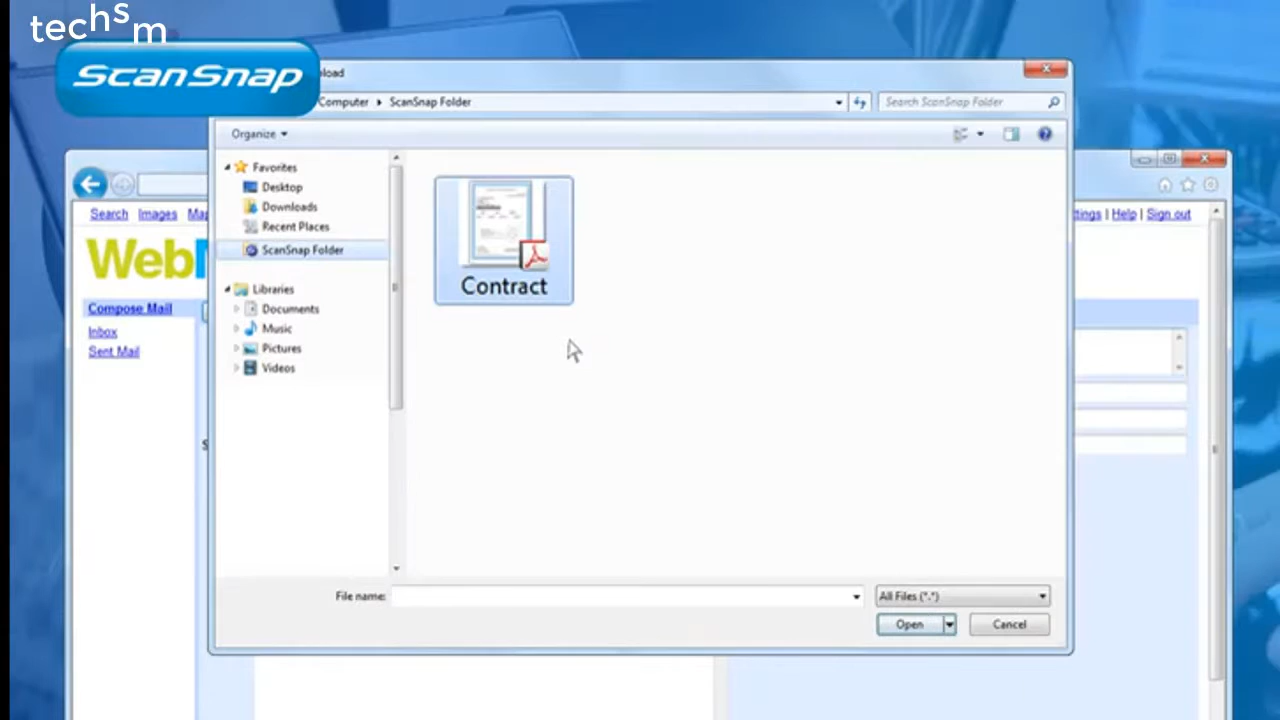 techsm
ScanSnap
load
Computer ▸ ScanSnap Folder
Search ScanSnap Folder
Organize
Favorites
Desktop
Downloads
Recent Places
ScanSnap Folder
Libraries
Documents
Music
Pictures
Videos
Contract
File name:
All Files (*.*)
Open
Cancel
Search Images Ma
ttings | Help | Sign out
Web
Compose Mail
Inbox
Sent Mail
S